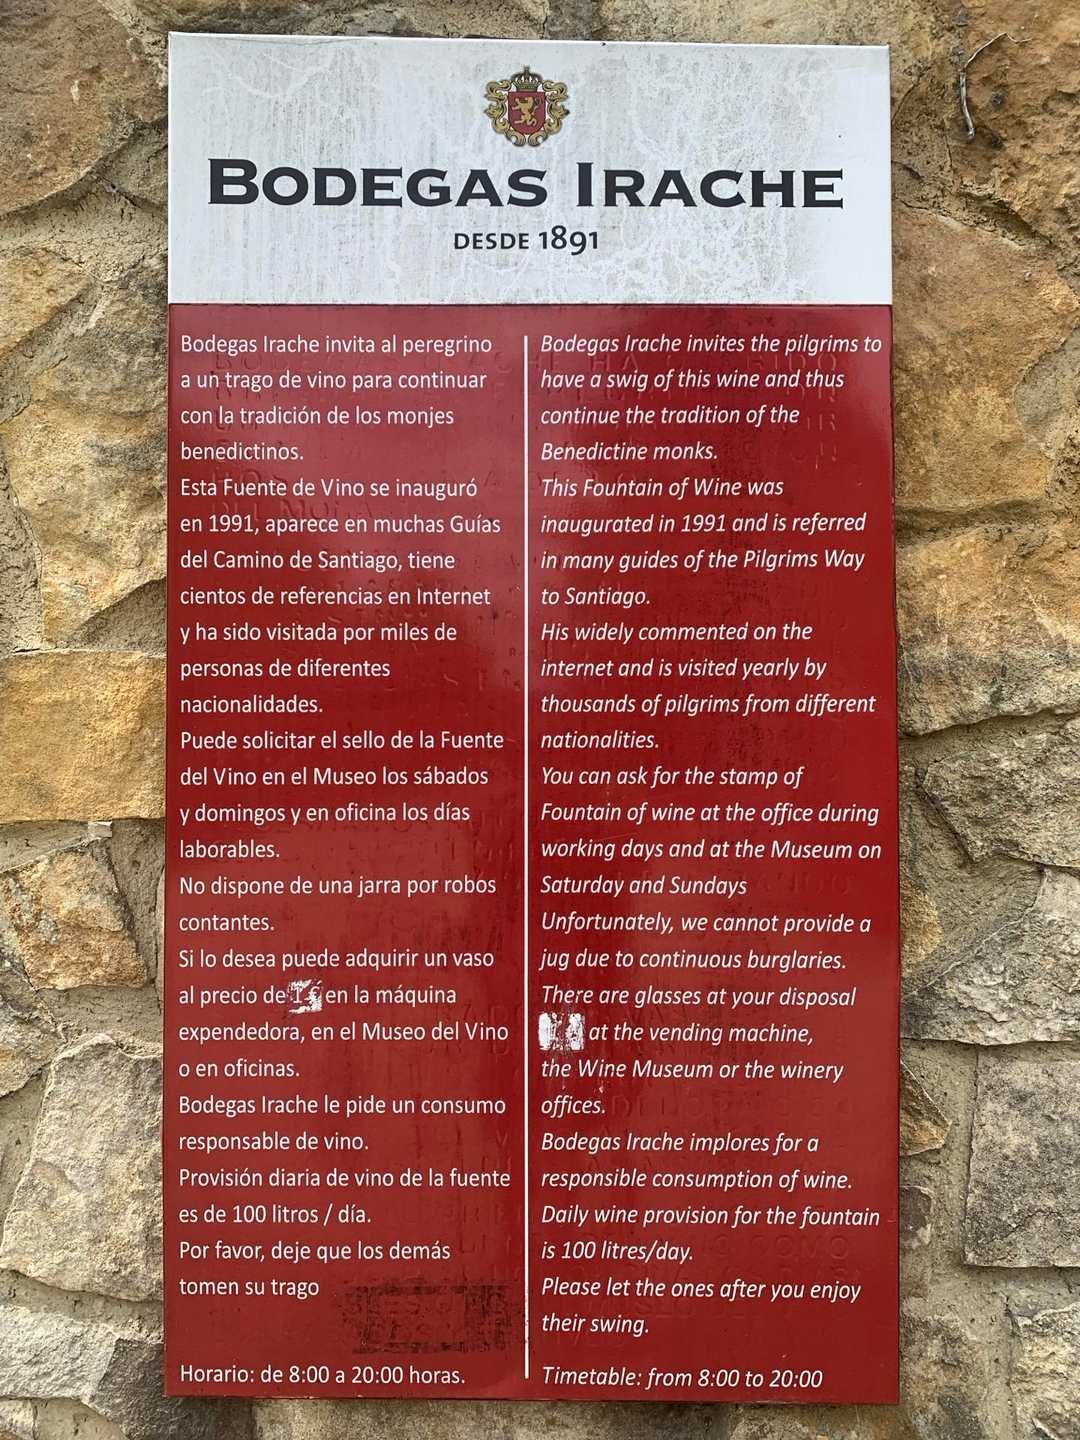 BODEGAS IRACHE
DESDE 1891
Bodegas Irache invita al peregrino
a un trago de vino para continuar
con la tradición de los monjes
benedictinos.
Esta Fuente de Vino se inauguró
en 1991, aparece en muchas Guías
del Camino de Santiago, tiene
cientos de referencias en Internet
y ha sido visitada por miles de
personas de diferentes
nacionalidades.
Puede solicitar el sello de la Fuente
del Vino en el Museo los sábados
y domingos y en oficina los días
laborables.
No dispone de una jarra por robos
contantes.
Si lo desea puede adquirir un vaso
al precio de en la máquina
expendedora, en el Museo del Vino
o en oficinas.
Bodegas Irache le pide un consumo
responsable de vino.
Provisión diaria de vino de la fuente
es de 100 litros / día.
Por favor, deje que los demás
tomen su trago
Horario: de 8:00 a 20:00 horas.
Bodegas Irache invites the pilgrims to
have a swig of this wine and thus
continue the tradition of the
Benedictine monks.
This Fountain of Wine was
inaugurated in 1991 and is referred
in many guides of the Pilgrims Way
to Santiago.
His widely commented on the
internet and is visited yearly by
thousands of pilgrims from different
nationalities.
You can ask for the stamp of
Fountain of wine at the office during
working days and at the Museum on
Saturday and Sundays
Unfortunately, we cannot provide a
jug due to continuous burglaries.
There are glasses at your disposal
at the vending machine,
the Wine Museum or the winery
offices.
Bodegas Irache implores for a
responsible consumption of wine.
Daily wine provision for the fountain
is 100 litres/day.
Please let the ones after you enjoy
their swing.
Timetable: from 8:00 to 20:00